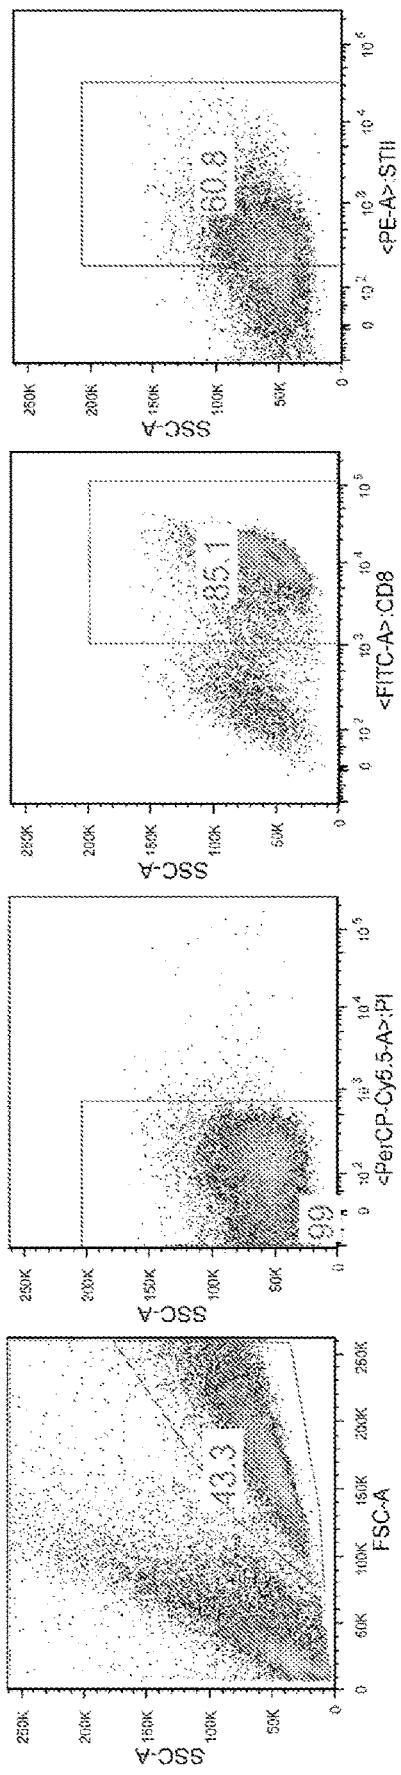 SSC-A
250K
200K
150K
100K
50K
0
43.3
0 50K 100K 150K 200K 250K
FSC-A
SSC-A
250K
200K
150K
100K
50K
0
99
0 10^2 10^3 10^4 10^5
<PerCP-Cy5.5-A>:PI
SSC-A
250K
200K
150K
100K
50K
0
85.1
0 10^2 10^3 10^4 10^5
<FITC-A>:CD8
SSC-A
250K
200K
150K
100K
50K
0
60.8
0 10^2 10^3 10^4 10^5
<PE-A>:STII